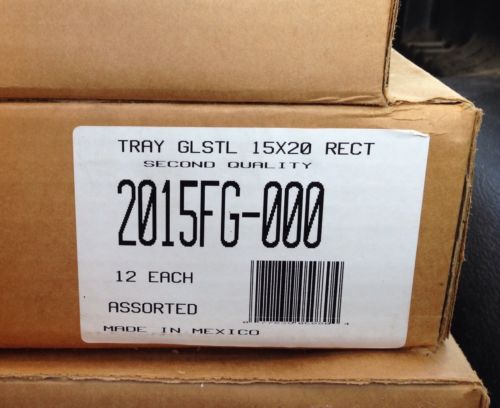 TRAY GLSTL 15X20 RECT
SECOND QUALITY
2015FG-000
12 EACH
ASSORTED
MADE IN MEXICO